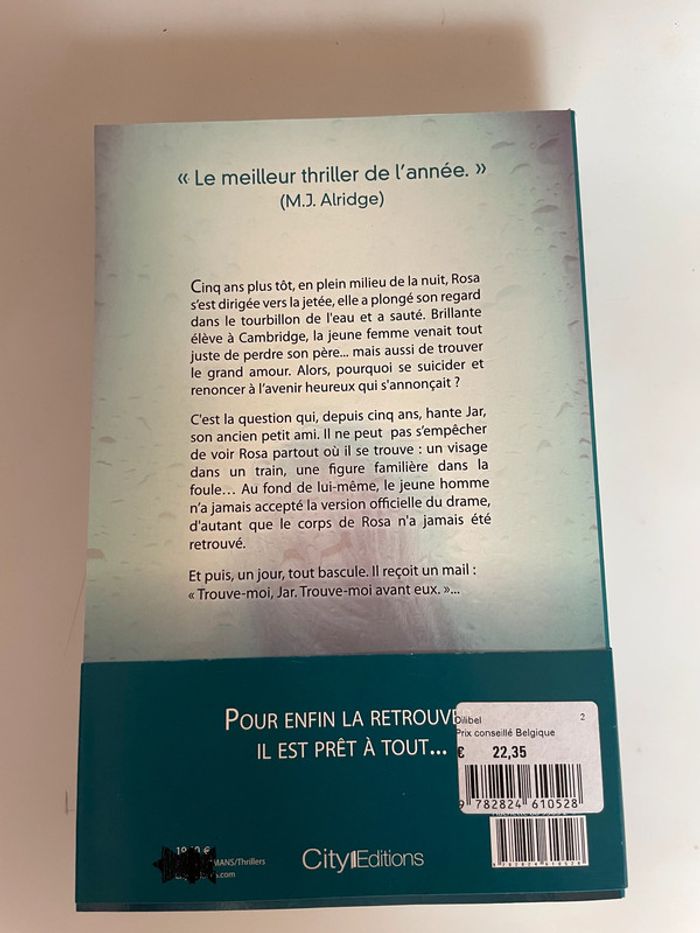 « Le meilleur thriller de l'année. »
(M.J. Alridge)
Cinq ans plus tôt, en plein milieu de la nuit, Rosa
s'est dirigée vers la jetée, elle a plongé son regard
dans le tourbillon de l'eau et a sauté. Brillante
élève à Cambridge, la jeune femme venait tout
juste de perdre son père... mais aussi de trouver
le grand amour. Alors, pourquoi se suicider et
renoncer à l'avenir heureux qui s'annonçait ?
C'est la question qui, depuis cinq ans, hante Jar,
son ancien petit ami. Il ne peut pas s'empêcher
de voir Rosa partout où il se trouve : un visage
dans un train, une figure familière dans la
foule… Au fond de lui-même, le jeune homme
n'a jamais accepté la version officielle du drame,
d'autant que le corps de Rosa n'a jamais été
retrouvé.
Et puis, un jour, tout bascule. Il reçoit un mail :
« Trouve-moi, Jar. Trouve-moi avant eux. »...
POUR ENFIN LA RETROUVE
IL EST PRÊT À TOUT...
Dilibel 2
Prix conseillé Belgique
€ 22,35
9 782824 610528
MANS/Thrillers
.com
City Editions
9 782824 610528